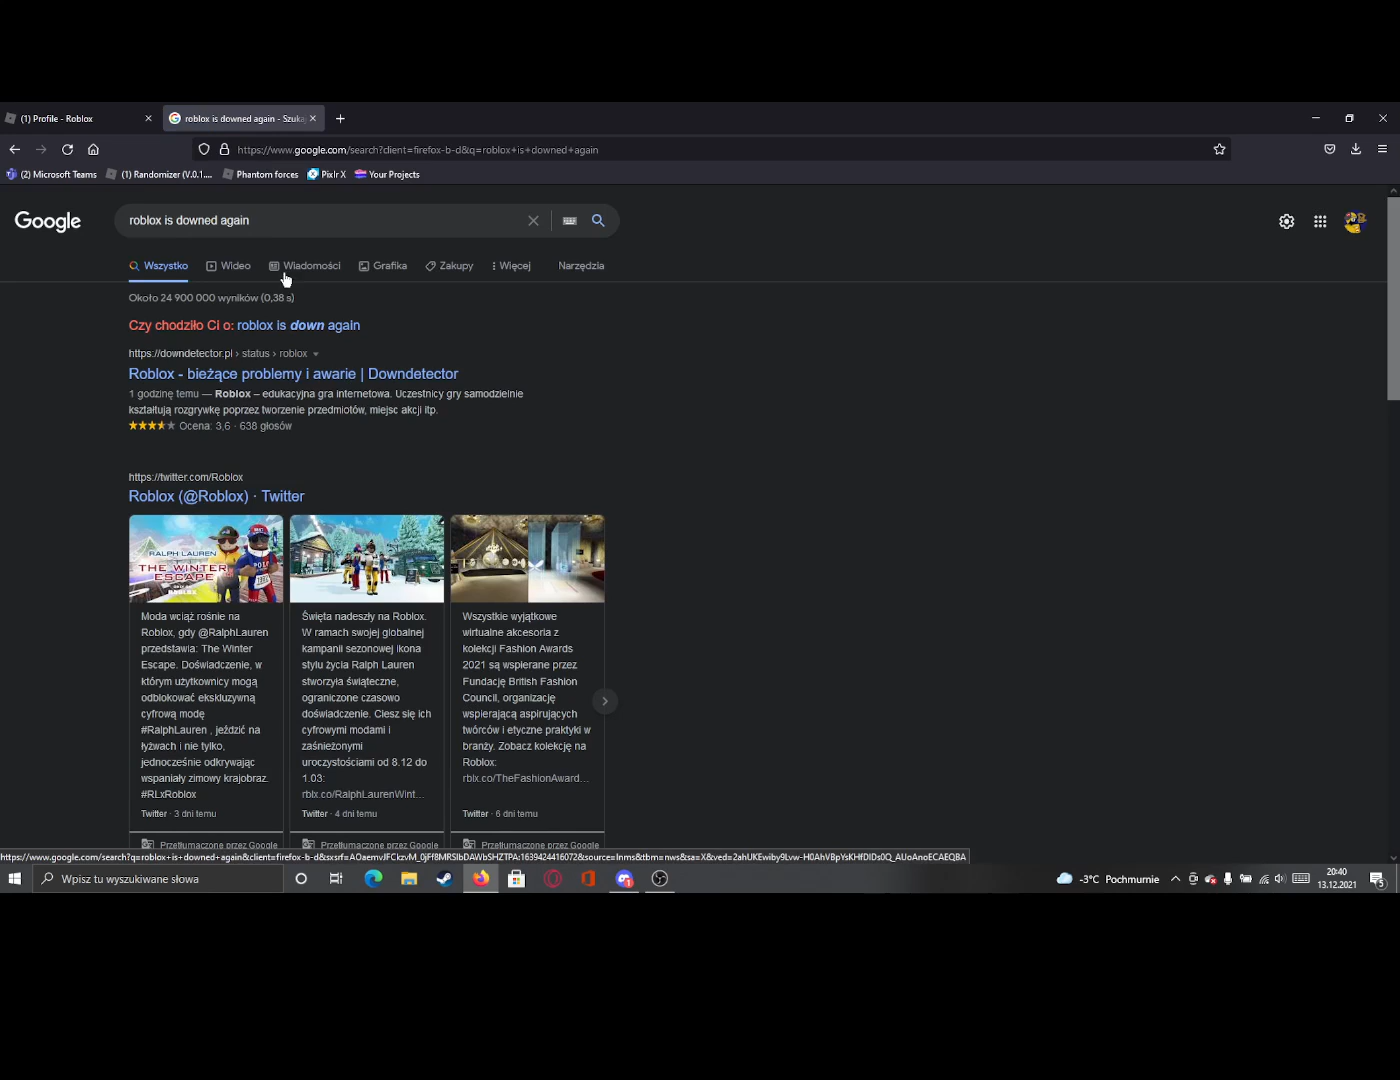 (1) Profile - Roblox
roblox is downed again - Szuka
https://www.google.com/search?client=firefox-b-d&q=roblox+is+downed+again
(2) Microsoft Teams
(1) Randomizer (V.0.1....
Phantom forces
Pixlr X
Your Projects
Google
roblox is downed again
Wszystko
Wideo
Wiadomości
Grafika
Zakupy
Więcej
Narzędzia
Około 24 900 000 wyników (0,38 s)
Czy chodziło Ci o: roblox is down again
https://downdetector.pl › status › roblox
Roblox - bieżące problemy i awarie | Downdetector
1 godzinę temu — Roblox – edukacyjna gra internetowa. Uczestnicy gry samodzielnie
kształtują rozgrywkę poprzez tworzenie przedmiotów, miejsc akcji itp.
Ocena: 3,6 · 638 głosów
https://twitter.com/Roblox
Roblox (@Roblox) · Twitter
RALPH LAUREN
THE WINTER
ESCAPE
ROBLOX
Moda wciąż rośnie na
Roblox, gdy @RalphLauren
przedstawia: The Winter
Escape. Doświadczenie, w
którym użytkownicy mogą
odblokować ekskluzywną
cyfrową modę
#RalphLauren , jeździć na
łyżwach i nie tylko,
jednocześnie odkrywając
wspaniały zimowy krajobraz.
#RLxRoblox
Twitter · 3 dni temu
Przetłumaczone przez Google
Święta nadeszły na Roblox.
W ramach swojej globalnej
kampanii sezonowej ikona
stylu życia Ralph Lauren
stworzyła świąteczne,
ograniczone czasowo
doświadczenie. Ciesz się ich
cyfrowymi modami i
zaśnieżonymi
uroczystościami od 8.12 do
1.03:
rblx.co/RalphLaurenWint...
Twitter · 4 dni temu
Przetłumaczone przez Google
Wszystkie wyjątkowe
wirtualne akcesoria z
kolekcji Fashion Awards
2021 są wspierane przez
Fundację British Fashion
Council, organizację
wspierającą aspirujących
twórców i etyczne praktyki w
branży. Zobacz kolekcję na
Roblox:
rblx.co/TheFashionAward...
Twitter · 6 dni temu
Przetłumaczone przez Google
Wpisz tu wyszukiwane słowa
-3°C Pochmurnie
20:40
13.12.2021
5